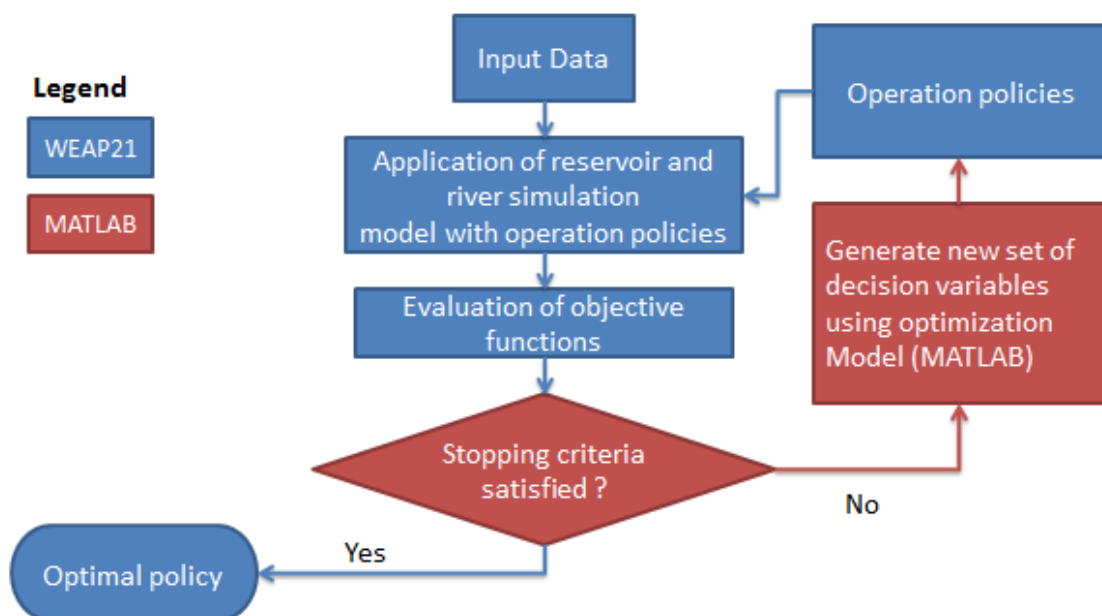 Input Data
Operation policies
Legend
WEAP21
MATLAB
Application of reservoir and
river simulation
model with operation policies
Generate new set of
decision variables
using optimization
Model (MATLAB)
Evaluation of objective
functions
Stopping criteria
satisfied ?
No
Yes
Optimal policy